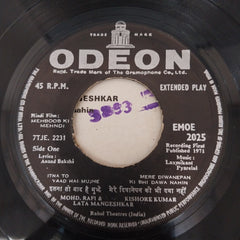 TRADE MARK
ODEON
Regd. Trade Mark of The Gramophone Co., Ltd.
45 R.P.M.
EXTENDED PLAY
GESHKAR
Hindi Film:
MEHBOOB KI
MEHNDI
3893
EMOE
2025
7TJE. 2231
Recording First
Published 1971
Side One
Music:
Lyrics:
Anand Bakshi
Laxmikant
Pyarelal
ITNA TO
YAAD HAI MUJHE
MERE DIWANEPAN
KI BHI DAWA NAHIN
इतना तो याद है मुझे
मेरे दीवानेपन की भी दवा नहीं
MOHD. RAFI &
LATA MANGESHKAR
KISHORE KUMAR
Rahul Theatres (India)